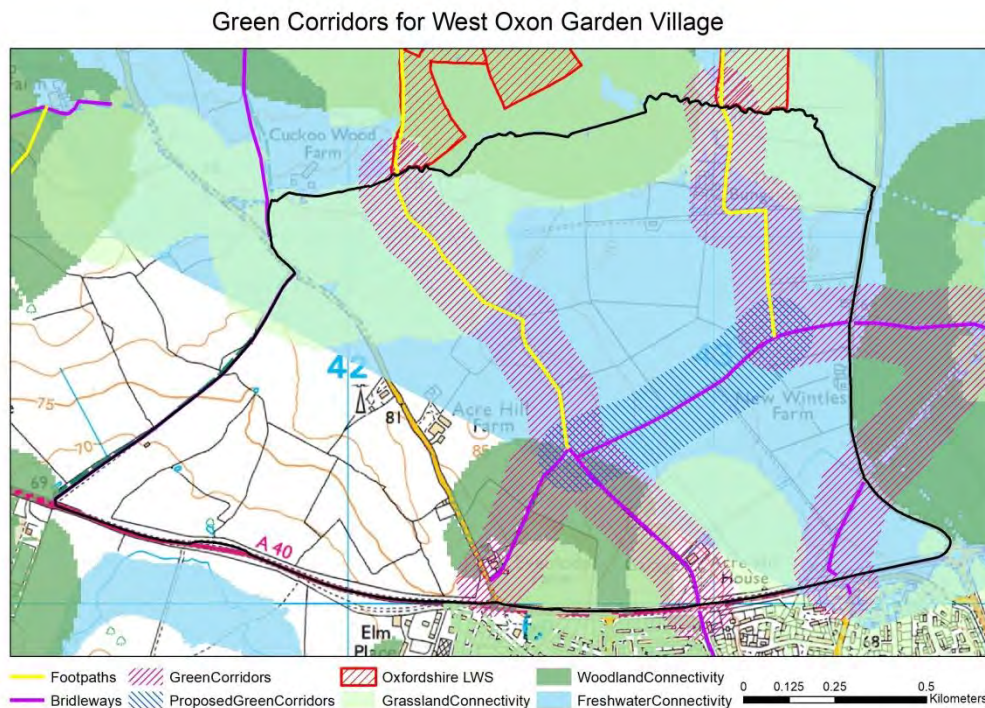 Green Corridors for West Oxon Garden Village
Cuckoo Wood
Farm
42
75
70
69
81
85
Acre Hill
Farm
New Wintles
Farm
A 40
House
Elm
Place
68
Footpaths
GreenCorridors
Oxfordshire LWS
WoodlandConnectivity
Bridleways
ProposedGreenCorridors
GrasslandConnectivity
FreshwaterConnectivity
0 0.125 0.25 0.5
Kilometers